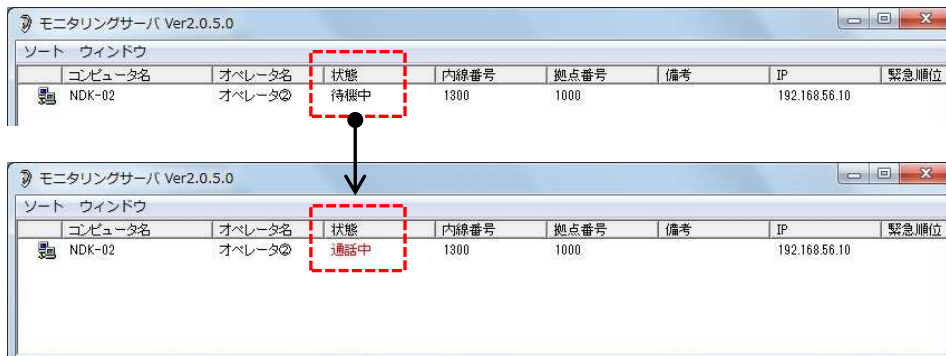 モニタリングサーバ Ver2.0.5.0
ソート ウィンドウ
コンピュータ名 オペレータ名 状態 内線番号 拠点番号 備考 IP 緊急順位
NDK-02 オペレータ② 待機中 1300 1000 192.168.56.10
モニタリングサーバ Ver2.0.5.0
ソート ウィンドウ
コンピュータ名 オペレータ名 状態 内線番号 拠点番号 備考 IP 緊急順位
NDK-02 オペレータ② 通話中 1300 1000 192.168.56.10